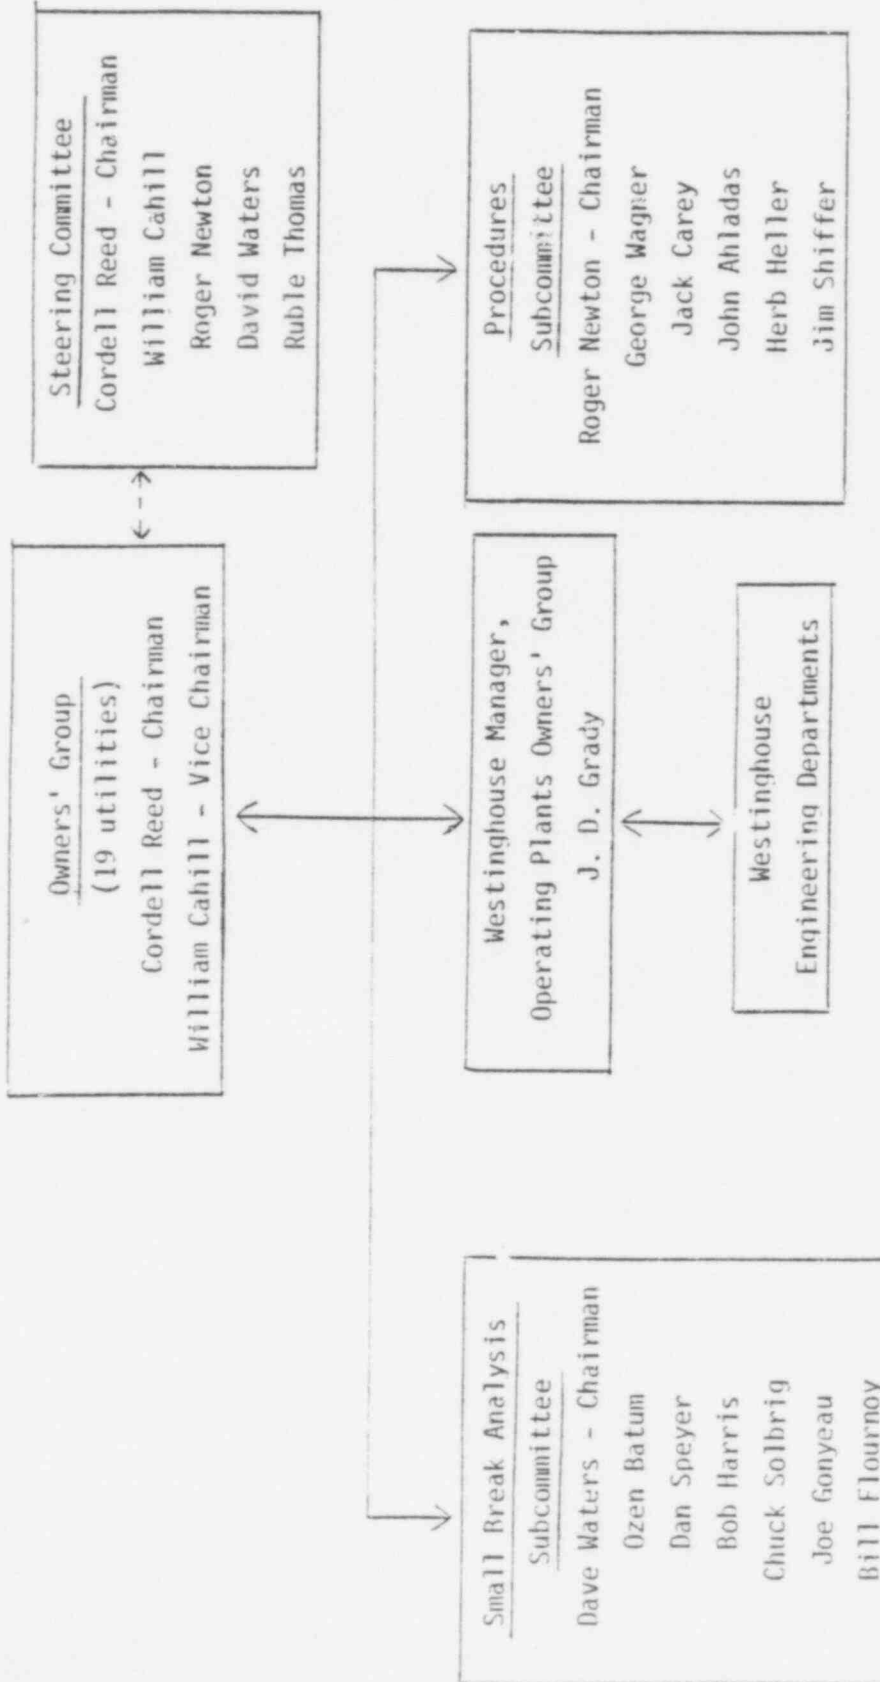 Owners' Group
(19 utilities)
Cordell Reed - Chairman
William Cahill - Vice Chairman
Steering Committee
Cordell Reed - Chairman
William Cahill
Roger Newton
David Waters
Ruble Thomas
Small Break Analysis
Subcommittee
Dave Waters - Chairman
Ozen Batum
Dan Speyer
Bob Harris
Chuck Solbrig
Joe Gonyeau
Bill Flournoy
Westinghouse Manager,
Operating Plants Owners' Group
J. D. Grady
Westinghouse
Engineering Departments
Procedures
Subcommittee
Roger Newton - Chairman
George Wagner
Jack Carey
John Ahladas
Herb Heller
Jim Shiffer